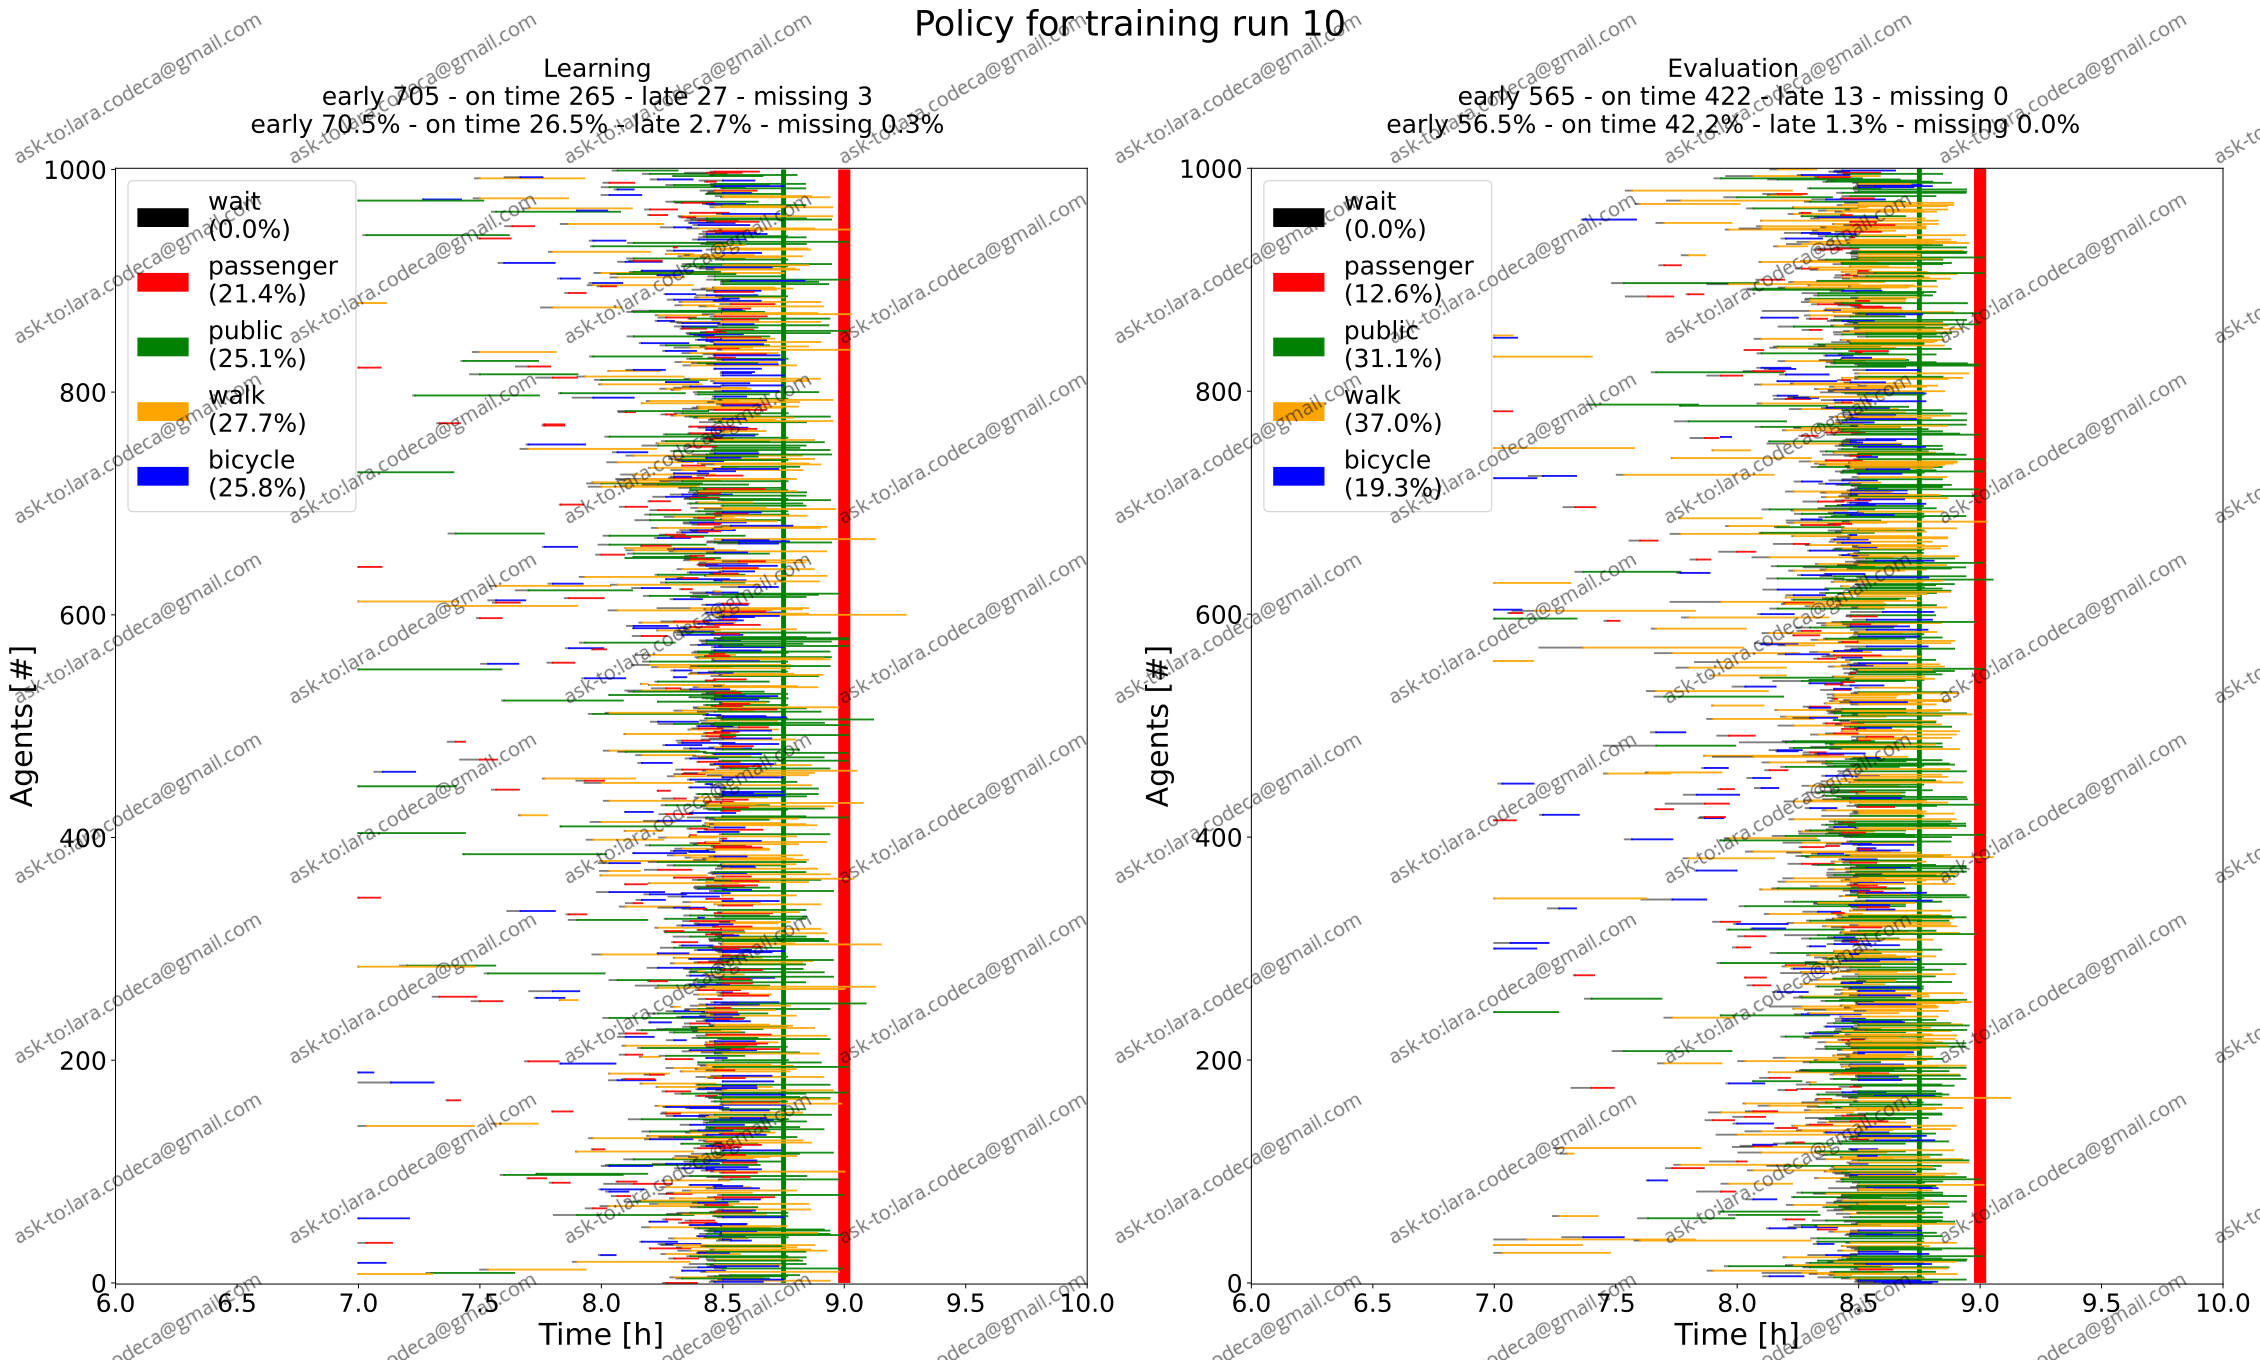 Policy for training run 10
Learning
early 705 - on time 265 - late 27 - missing 3
early 70.5% - on time 26.5% - late 2.7% - missing 0.3%
1000
800
600
400
200
0
Agents [#]
wait
(0.0%)
passenger
(21.4%)
public
(25.1%)
walk
(27.7%)
bicycle
(25.8%)
6.0 6.5 7.0 7.5 8.0 8.5 9.0 9.5 10.0
Time [h]
Evaluation
early 565 - on time 422 - late 13 - missing 0
early 56.5% - on time 42.2% - late 1.3% - missing 0.0%
1000
800
600
400
200
0
Agents [#]
wait
(0.0%)
passenger
(12.6%)
public
(31.1%)
walk
(37.0%)
bicycle
(19.3%)
6.0 6.5 7.0 7.5 8.0 8.5 9.0 9.5 10.0
Time [h]
ask-to:lara.codeca@gmail.com